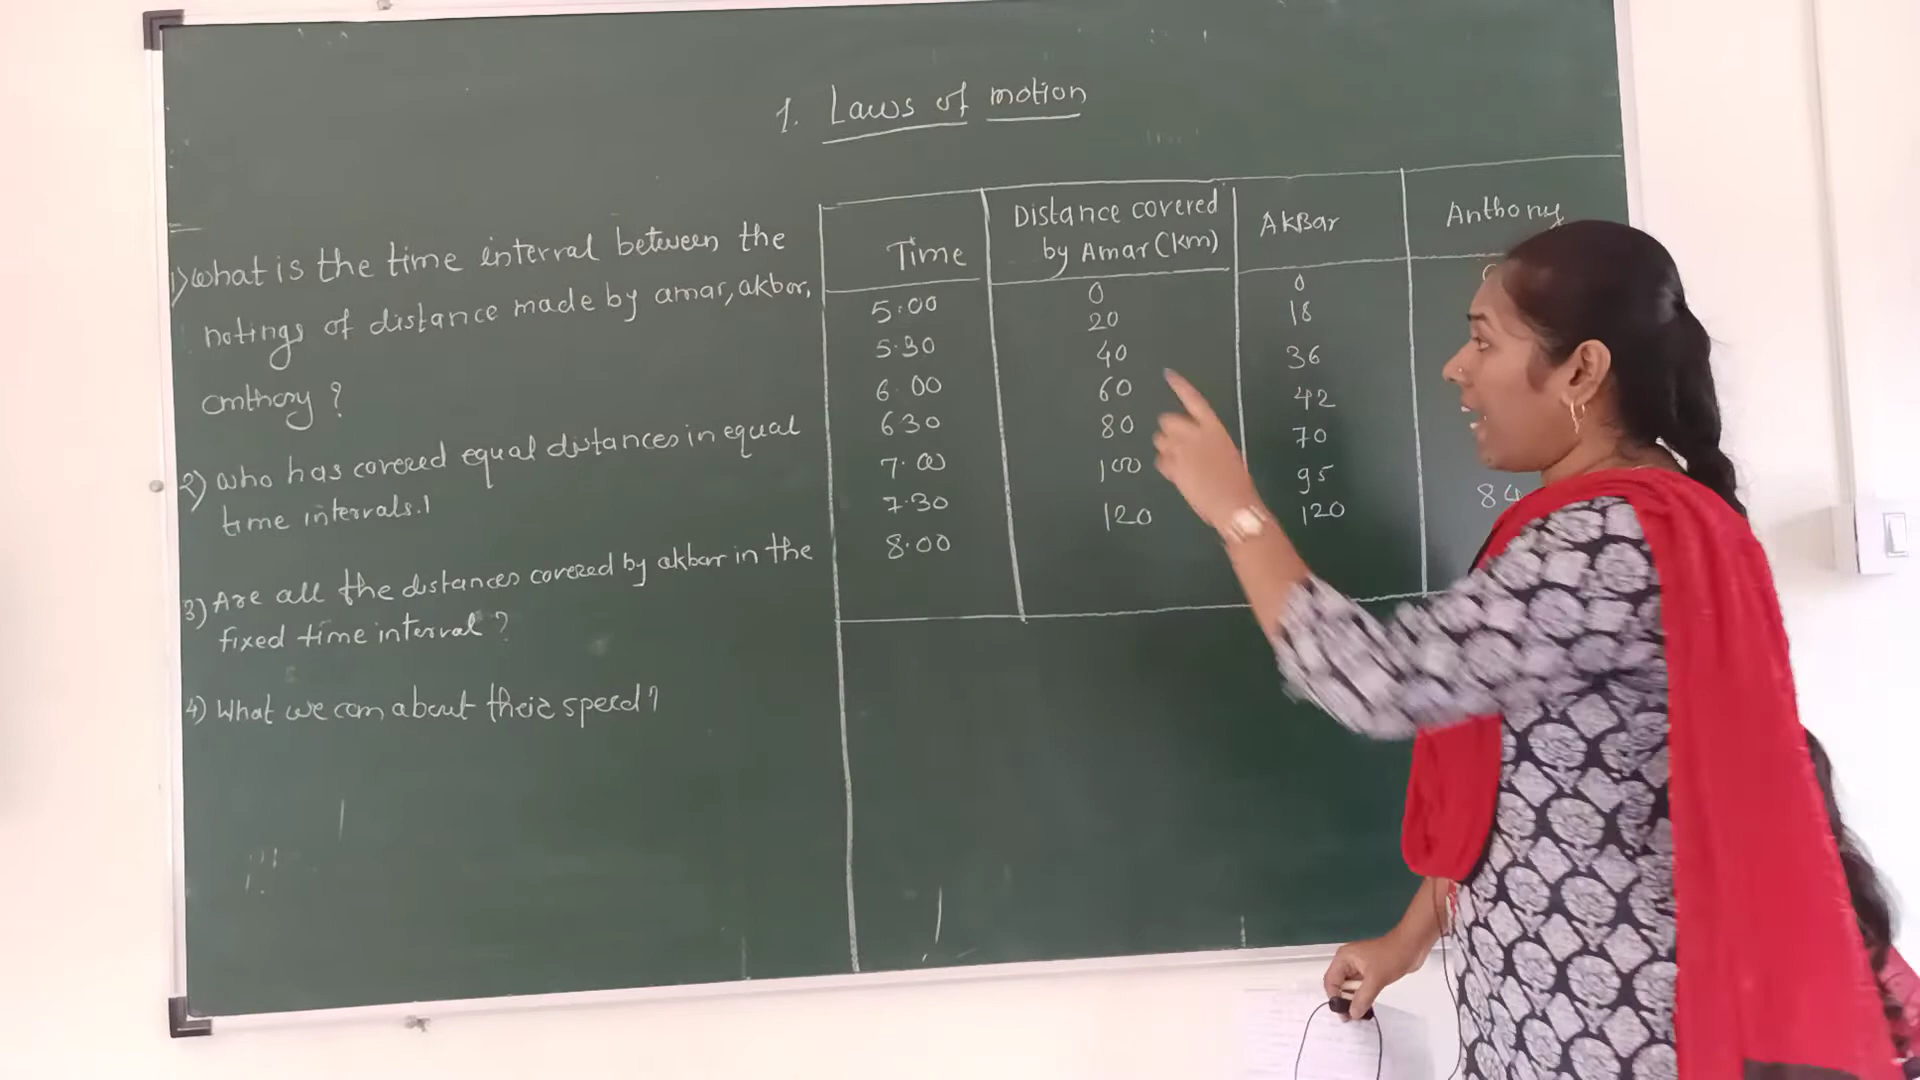 1. Laws of motion
1) What is the time interval between the
notings of distance made by amar, akbar,
anthony ?
2) Who has covered equal distances in equal
time intervals.1
3) Are all the distances covered by akbar in the
fixed time interval ?
4) What we can about their speed ?
Time Distance covered by Amar (km) AkBar Anthony
5.00 0 0
5.30 20 18
6.00 40 36
6 30 60 42
7.00 80 70
7.30 100 95 84
8.00 120 120